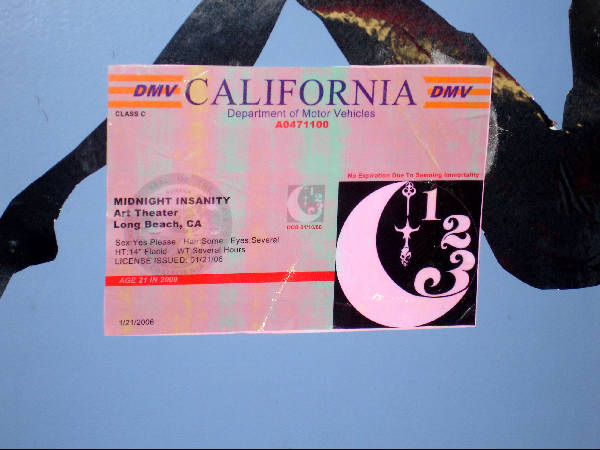 DMV CALIFORNIA DMV
CLASS C
Department of Motor Vehicles
A0471100
No Expiration Due To Seeming Immortality
MIDNIGHT INSANITY
Art Theater
Long Beach, CA
Sex:Yes Please Hair:Some Eyes:Several
HT:14" Flacid WT:Several Hours
LICENSE ISSUED: 01/21/06
AGE 21 IN 2009
1/21/2006
1
2
3